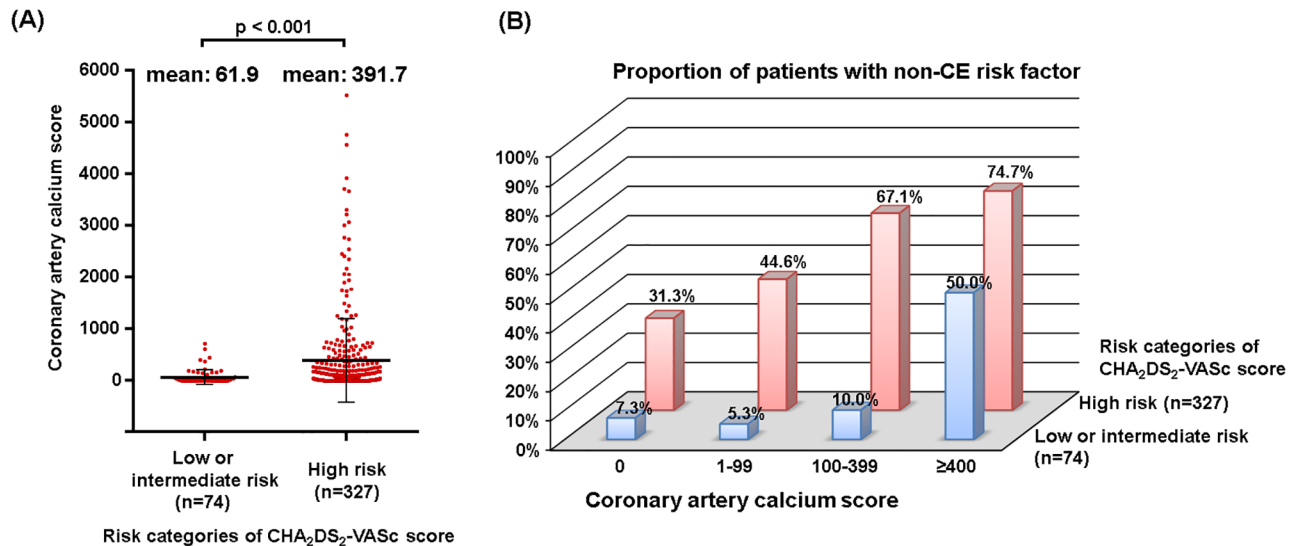 (A)
p < 0.001
mean: 61.9 mean: 391.7
6000
5000
4000
3000
2000
1000
0
Coronary artery calcium score
Low or
intermediate risk
(n=74)
High risk
(n=327)
Risk categories of CHA₂DS₂-VASc score
(B)
Proportion of patients with non-CE risk factor
100%
90%
80%
70%
60%
50%
40%
30%
20%
10%
0%
31.3%
44.6%
67.1%
74.7%
7.3%
5.3%
10.0%
50.0%
0 1-99 100-399 ≥400
Coronary artery calcium score
Risk categories of
CHA₂DS₂-VASc score
High risk (n=327)
Low or intermediate risk
(n=74)